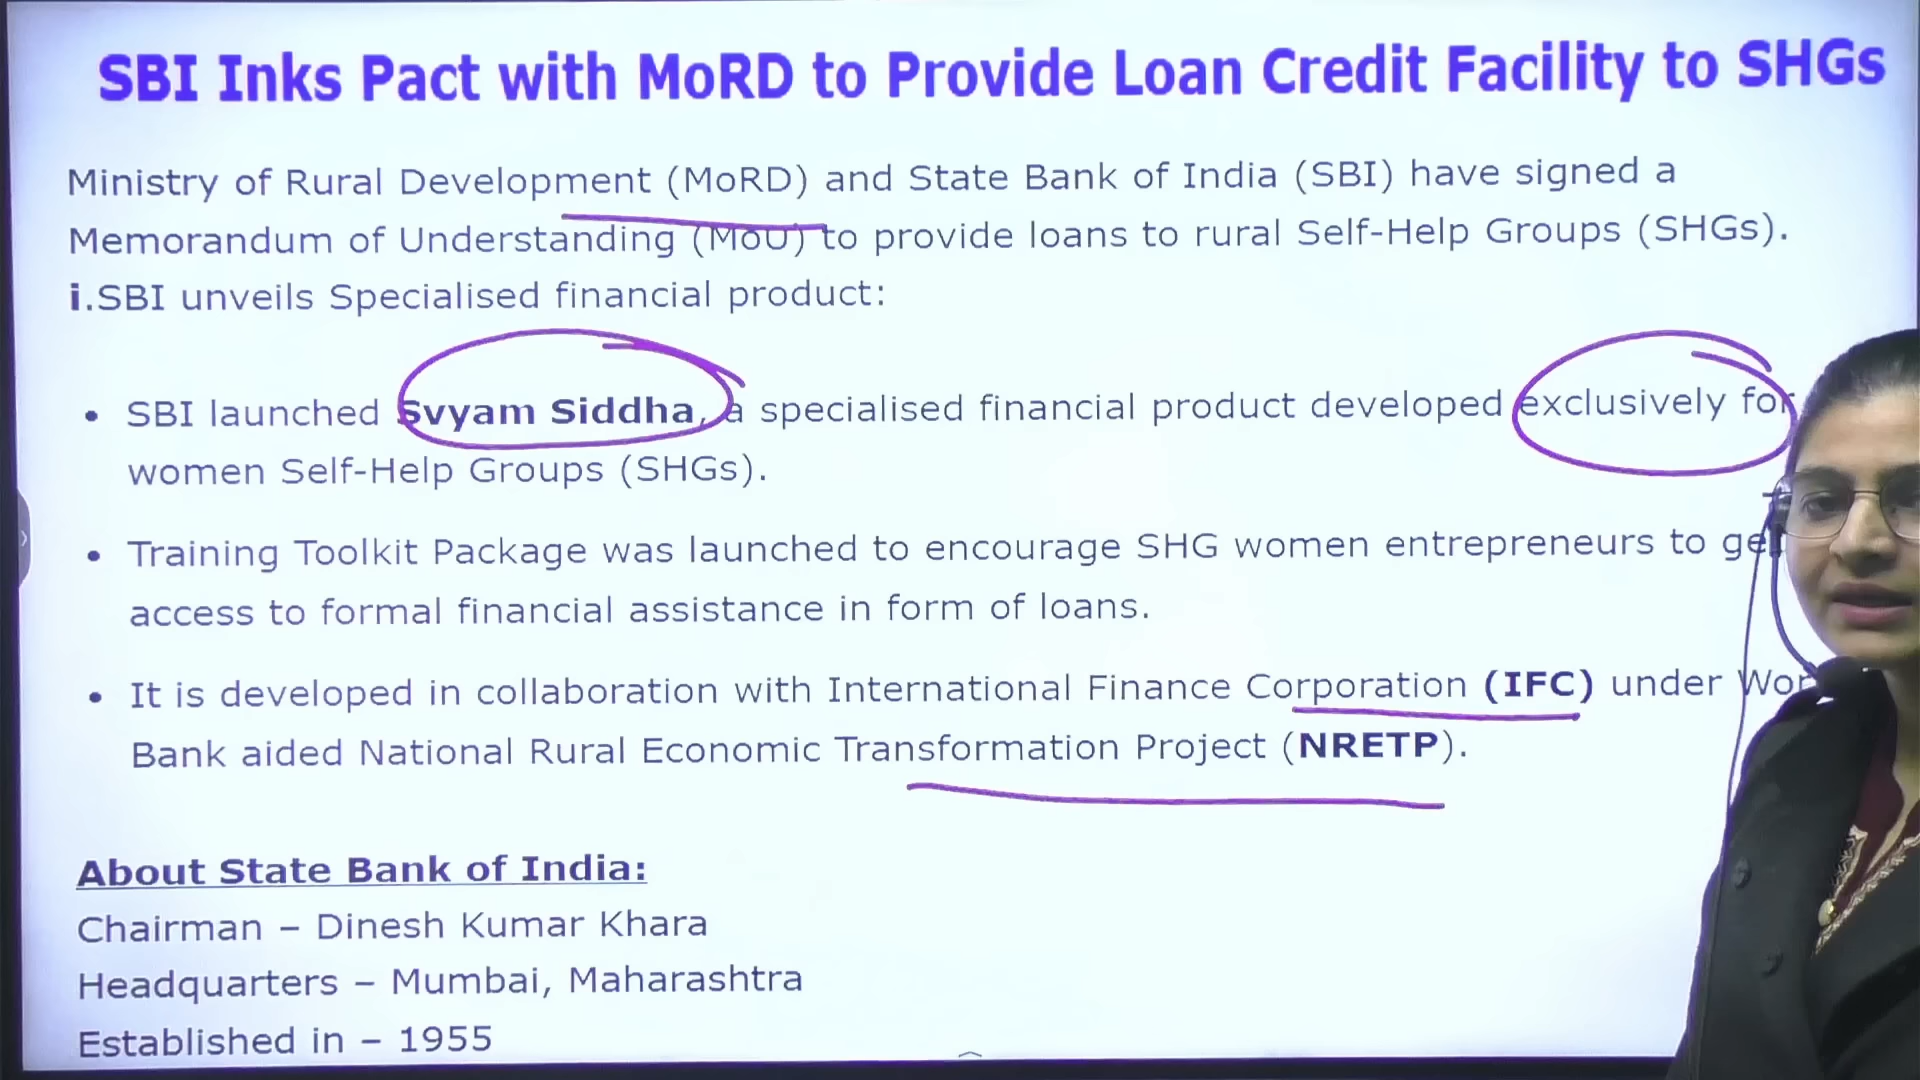 SBI Inks Pact with MoRD to Provide Loan Credit Facility to SHGs
Ministry of Rural Development (MoRD) and State Bank of India (SBI) have signed a
Memorandum of Understanding (MoU) to provide loans to rural Self-Help Groups (SHGs).
i.SBI unveils Specialised financial product:
• SBI launched Svyam Siddha, a specialised financial product developed exclusively for
women Self-Help Groups (SHGs).
• Training Toolkit Package was launched to encourage SHG women entrepreneurs to
access to formal financial assistance in form of loans.
• It is developed in collaboration with International Finance Corporation (IFC) under
Bank aided National Rural Economic Transformation Project (NRETP).
About State Bank of India:
Chairman – Dinesh Kumar Khara
Headquarters – Mumbai, Maharashtra
Established in – 1955